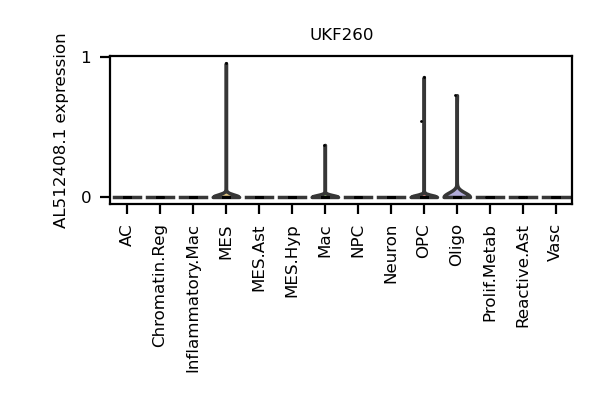 UKF260
AL512408.1 expression
1
0
AC
Chromatin.Reg
Inflammatory.Mac
MES
MES.Ast
MES.Hyp
Mac
NPC
Neuron
OPC
Oligo
Prolif.Metab
Reactive.Ast
Vasc